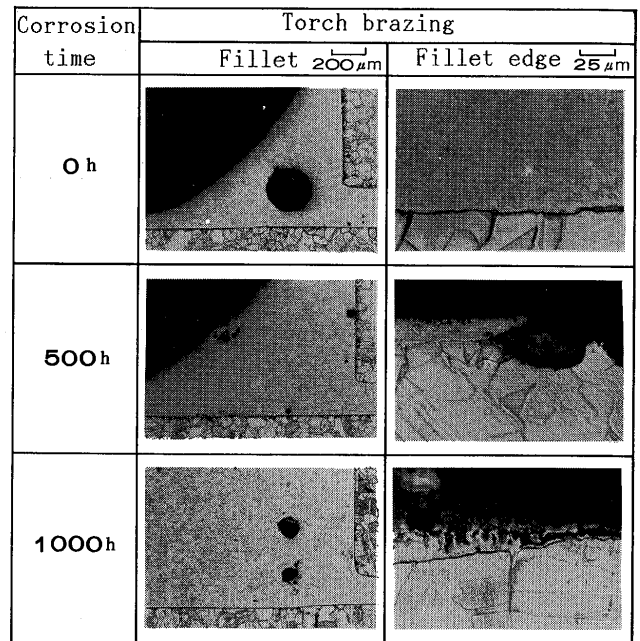 Corrosion time
Torch brazing
Fillet 200μm
Fillet edge 25μm
0h
500h
1000h